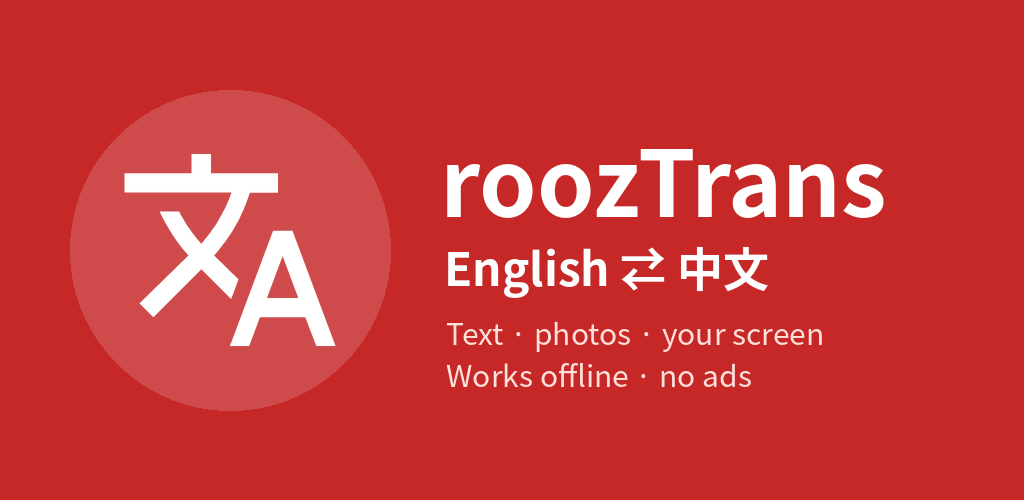 文A
roozTrans
English ⇄ 中文
Text · photos · your screen
Works offline · no ads